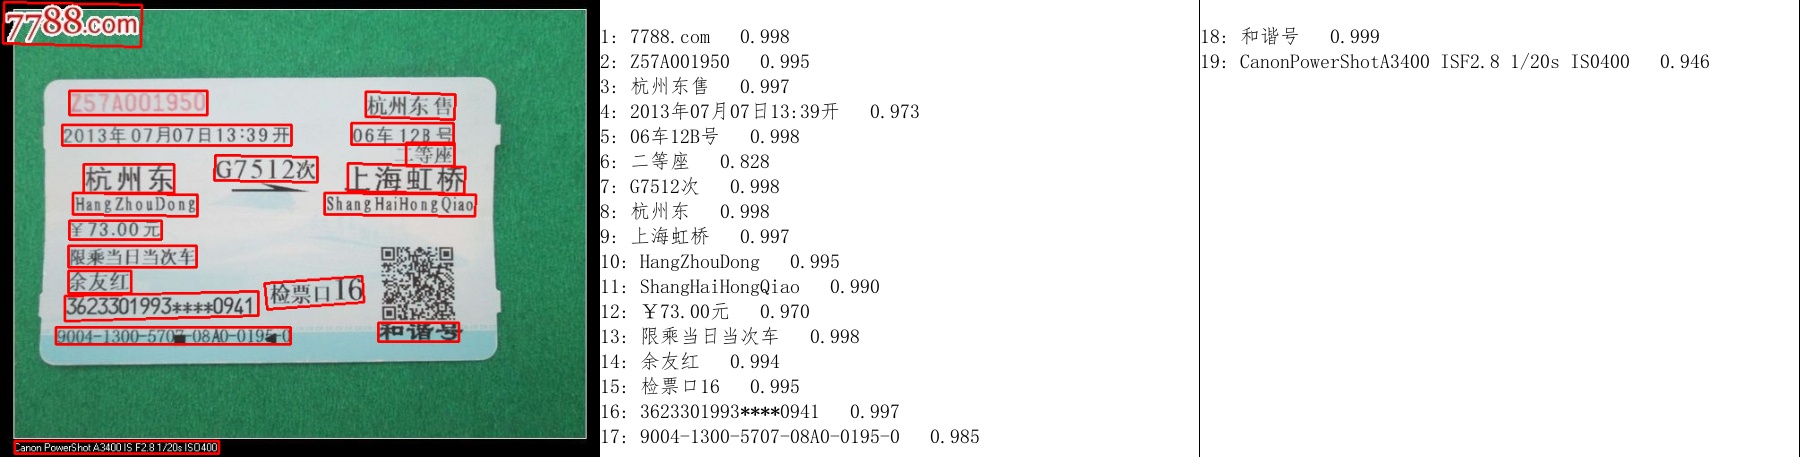 7788.com
Z57A001950 杭州东售
2013年07月07日13:39开 06车12B号
二等座
杭州东 G7512次 上海虹桥
HangZhouDong ShangHaiHongQiao
￥73.00元
限乘当日当次车
余友红
3623301993****0941 检票口16
9004-1300-5707-08A0-0195-0 和谐号
Canon PowerShot A3400 IS F2.8 1/20s ISO400
1: 7788.com 0.998
2: Z57A001950 0.995
3: 杭州东售 0.997
4: 2013年07月07日13:39开 0.973
5: 06车12B号 0.998
6: 二等座 0.828
7: G7512次 0.998
8: 杭州东 0.998
9: 上海虹桥 0.997
10: HangZhouDong 0.995
11: ShangHaiHongQiao 0.990
12: ￥73.00元 0.970
13: 限乘当日当次车 0.998
14: 余友红 0.994
15: 检票口16 0.995
16: 3623301993****0941 0.997
17: 9004-1300-5707-08A0-0195-0 0.985
18: 和谐号 0.999
19: CanonPowerShotA3400 ISF2.8 1/20s ISO400 0.946